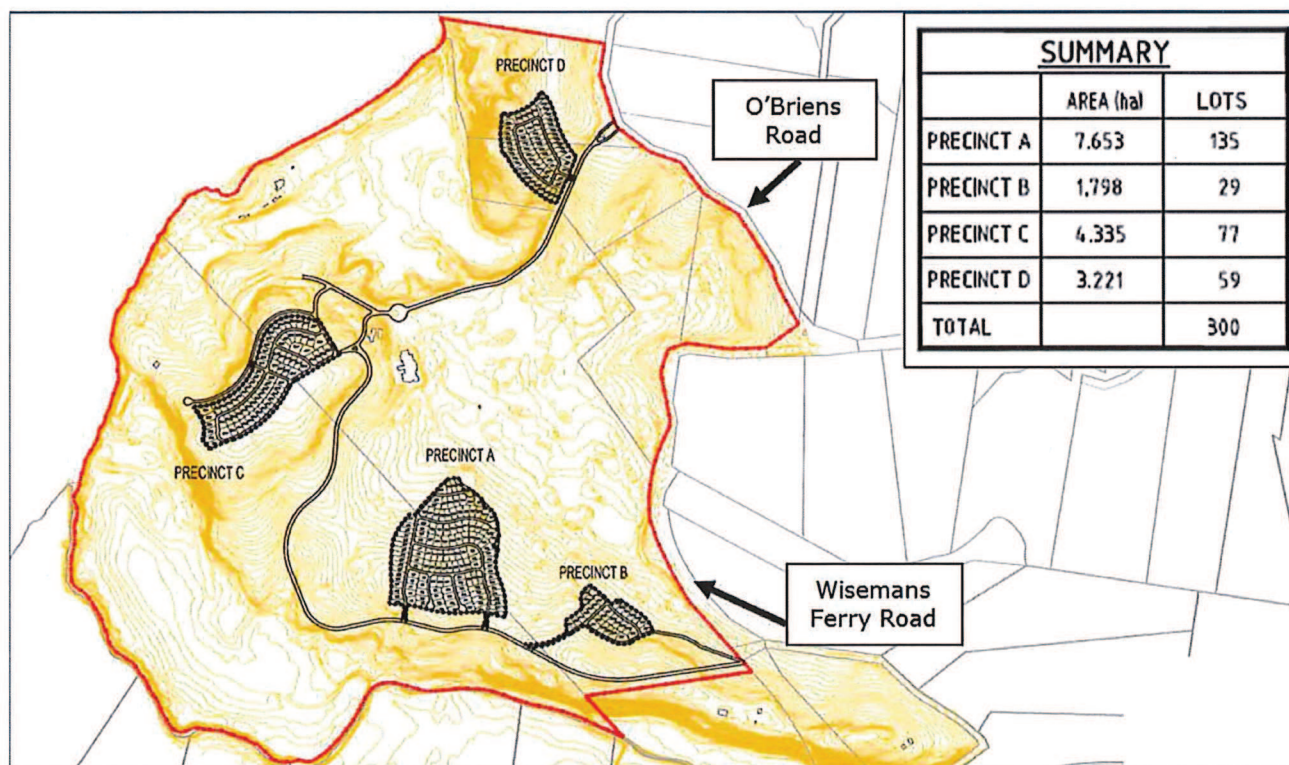 PRECINCT D
O'Briens
Road
SUMMARY
AREA (ha) LOTS
PRECINCT A 7.653 135
PRECINCT B 1,798 29
PRECINCT C 4.335 77
PRECINCT D 3.221 59
TOTAL 300
PRECINCT C
PRECINCT A
PRECINCT B
Wisemans
Ferry Road